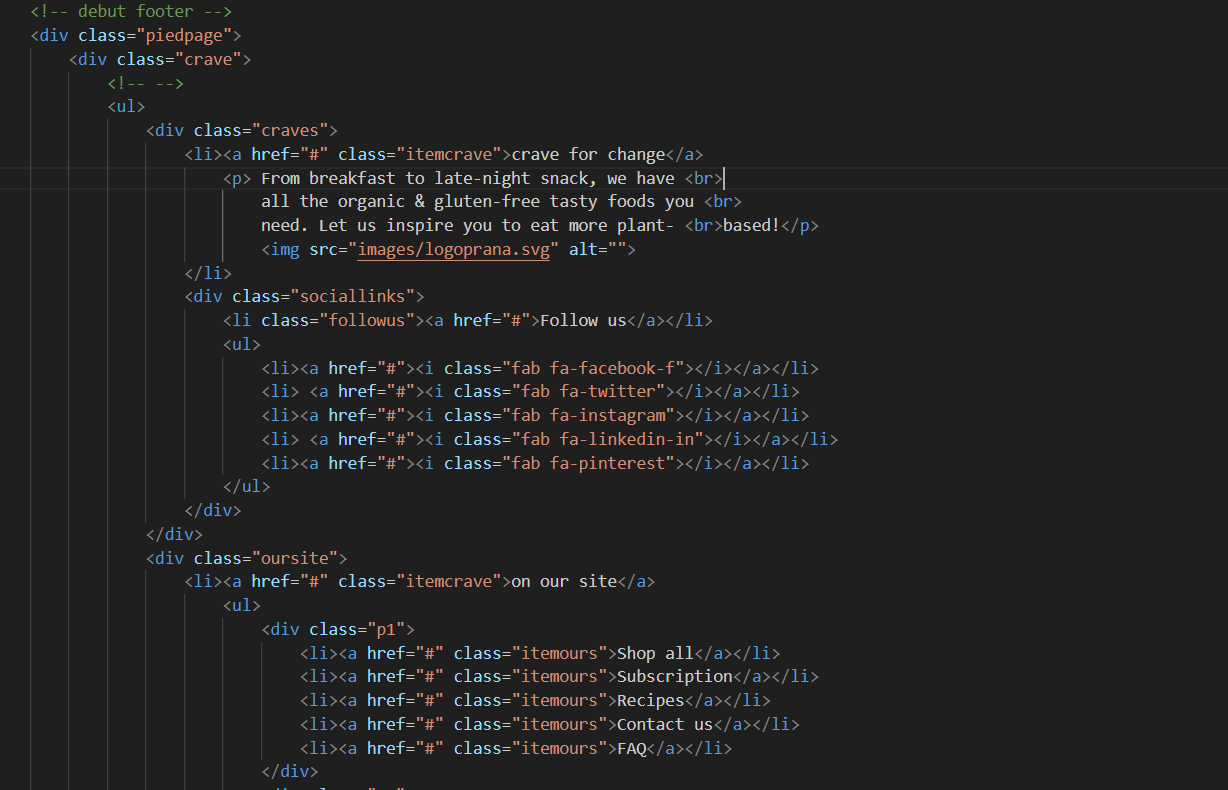 <!-- debut footer -->
<div class="piedpage">
<div class="crave">
<!-- -->
<ul>
<div class="craves">
<li><a href="#" class="itemcrave">crave for change</a>
<p> From breakfast to late-night snack, we have <br>
all the organic & gluten-free tasty foods you <br>
need. Let us inspire you to eat more plant- <br>based!</p>
<img src="images/logoprana.svg" alt="">
</li>
<div class="sociallinks">
<li class="followus"><a href="#">Follow us</a></li>
<ul>
<li><a href="#"><i class="fab fa-facebook-f"></i></a></li>
<li> <a href="#"><i class="fab fa-twitter"></i></a></li>
<li><a href="#"><i class="fab fa-instagram"></i></a></li>
<li> <a href="#"><i class="fab fa-linkedin-in"></i></a></li>
<li><a href="#"><i class="fab fa-pinterest"></i></a></li>
</ul>
</div>
</div>
<div class="oursite">
<li><a href="#" class="itemcrave">on our site</a>
<ul>
<div class="p1">
<li><a href="#" class="itemours">Shop all</a></li>
<li><a href="#" class="itemours">Subscription</a></li>
<li><a href="#" class="itemours">Recipes</a></li>
<li><a href="#" class="itemours">Contact us</a></li>
<li><a href="#" class="itemours">FAQ</a></li>
</div>